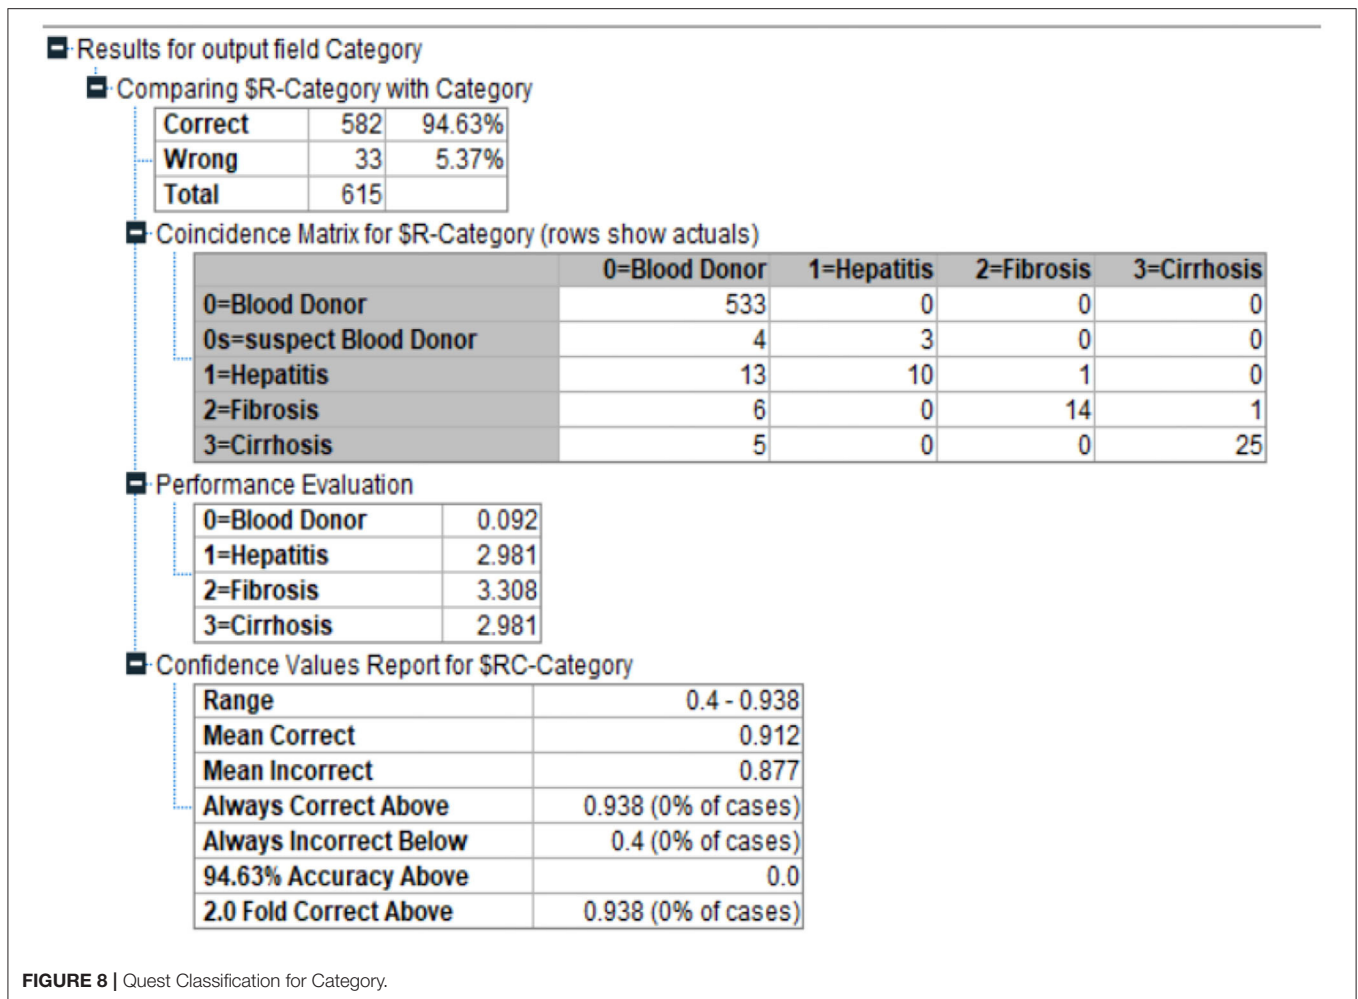 Results for output field Category
Comparing $R-Category with Category
Correct 582 94.63%
Wrong 33 5.37%
Total 615
Coincidence Matrix for $R-Category (rows show actuals)
0=Blood Donor 1=Hepatitis 2=Fibrosis 3=Cirrhosis
0=Blood Donor 533 0 0 0
0s=suspect Blood Donor 4 3 0 0
1=Hepatitis 13 10 1 0
2=Fibrosis 6 0 14 1
3=Cirrhosis 5 0 0 25
Performance Evaluation
0=Blood Donor 0.092
1=Hepatitis 2.981
2=Fibrosis 3.308
3=Cirrhosis 2.981
Confidence Values Report for $RC-Category
Range 0.4 - 0.938
Mean Correct 0.912
Mean Incorrect 0.877
Always Correct Above 0.938 (0% of cases)
Always Incorrect Below 0.4 (0% of cases)
94.63% Accuracy Above 0.0
2.0 Fold Correct Above 0.938 (0% of cases)
FIGURE 8 | Quest Classification for Category.